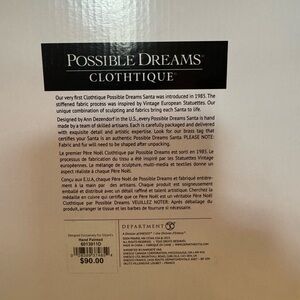 POSSIBLE DREAMS®
CLOTHTIQUE®
Our very first Clothtique Possible Dreams Santa was introduced in 1985. The
stiffened fabric process was inspired by Vintage European Statuettes. Our
unique combination of sculpting and fabrics bring each Santa to life.
Designed by Ann Dezendorf in the U.S., every Possible Dreams Santa is hand
made by a team of skilled artisans. Each is carefully packaged and delivered
with exquisite detail and artistic expertise. Look for our brass tag that
certifies your Santa is an authentic Possible Dreams Santa. PLEASE NOTE:
Fabric and fur will need to be shaped after unpacking.
Le premier Père Noël Clothtique par Possible Dreams est sorti en 1985. Le
processus de fabrication du tissu a été inspiré par les Statuettes Vintage
européennes. Le mélange de sculpture, multi-media et textiles donne un
aspect réaliste à chaque Père Noël.
Conçu aux E.U.A, chaque Père Noël de Possible Dreams et fabriqué entière-
ment à la main par des artisans. Chaque produit est soigneusement
emballé et distribué avec un détail raffiné et talent artistique. Cherchez la
médaille en cuivre qui certifie que le Père Noël est un véritable Père Noël
Clothtique par Possible Dreams. VEUILLEZ NOTER: Après déballage du
produit, arranger le tissus et les barbes de fourrure si nécessaire.
DEPARTMENT 56
Hand Painted
6013911D
$90.00
MADE IN CHINA